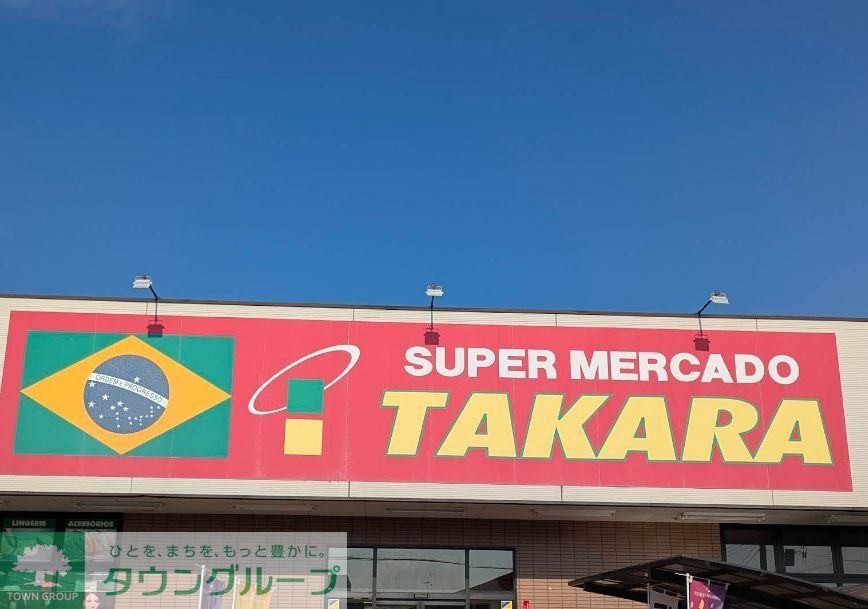 SUPER MERCADO
ORDEM E PROGRESSO
TAKARA
LINGERIE ACESSÓRIOS
ひとを、まちを、もっと豊かに。
タウングループ
TOWN GROUP